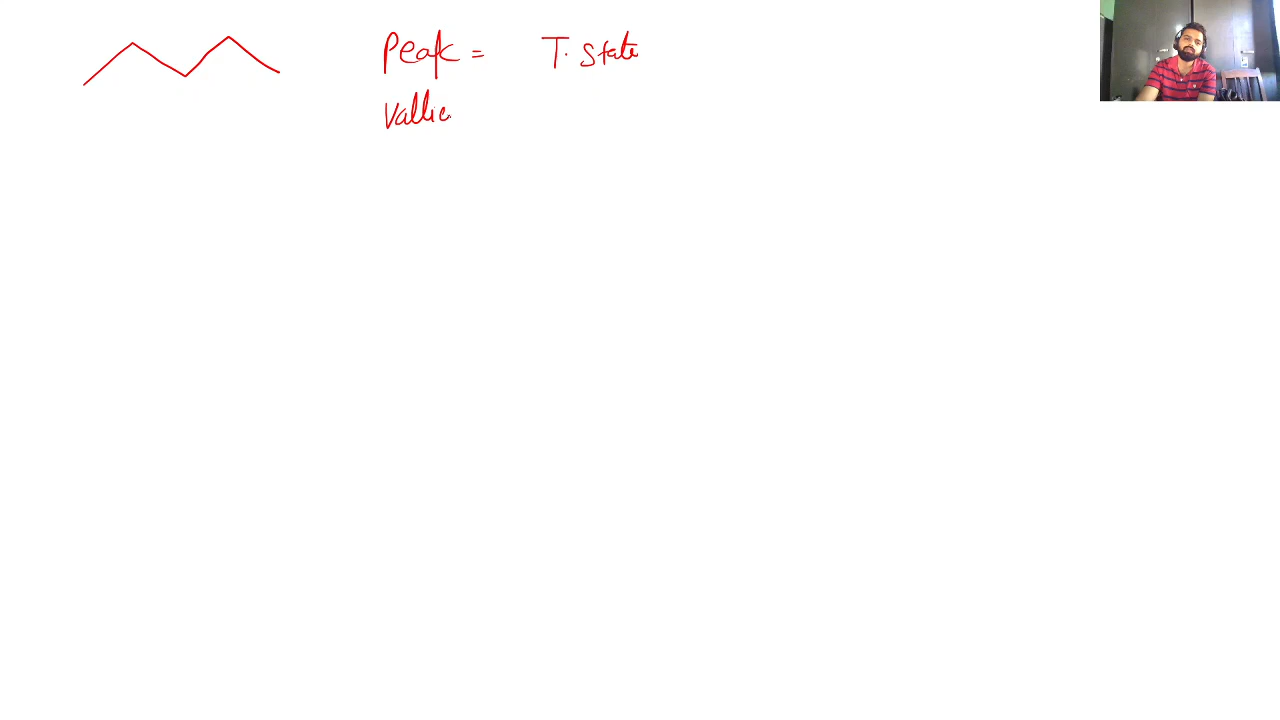 Peak = T. State
Vallie